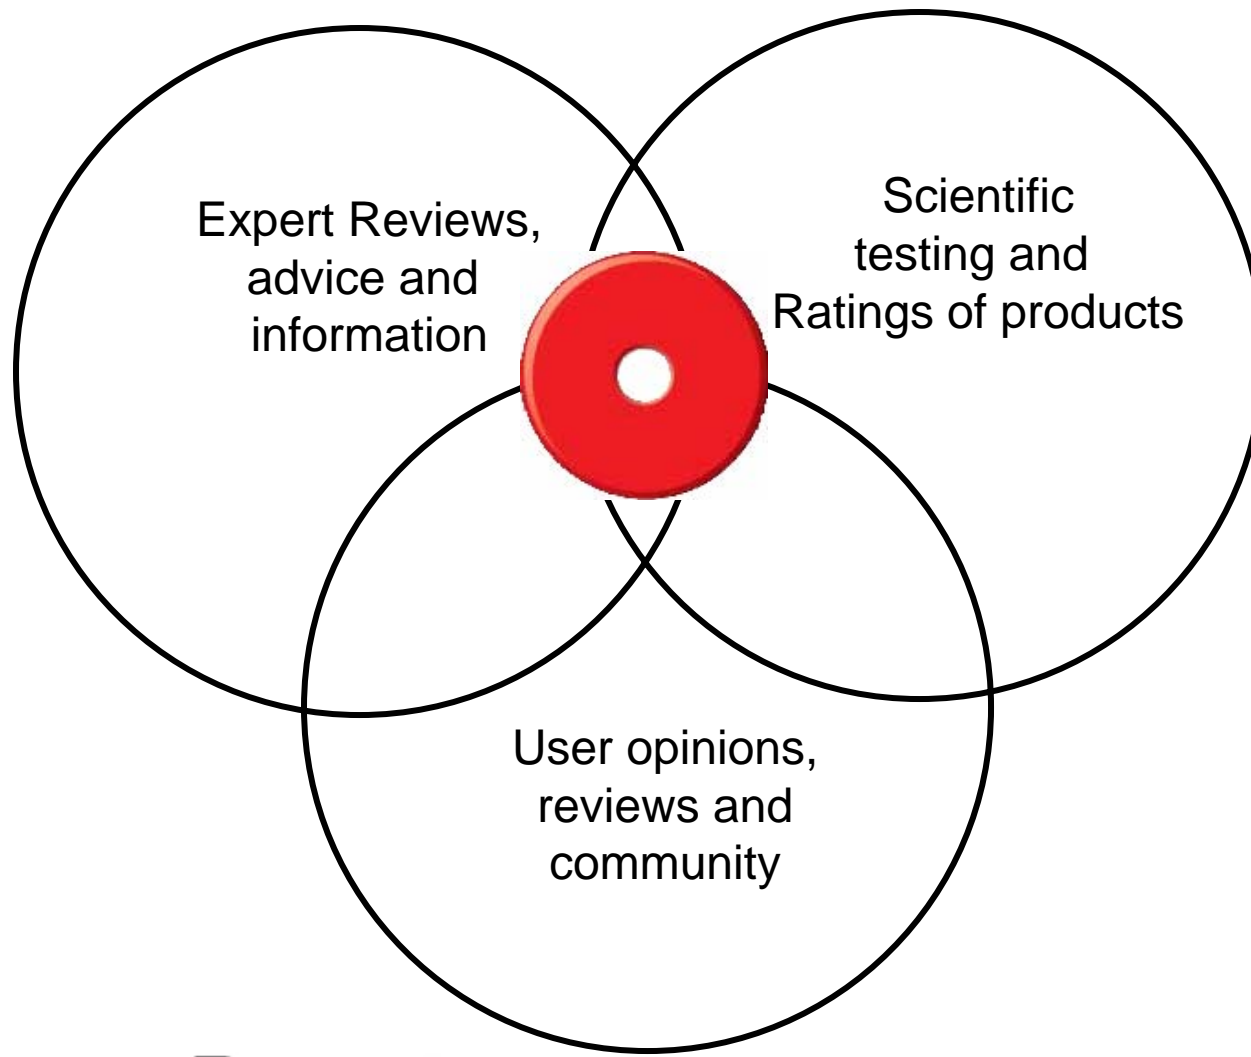 Expert Reviews,
advice and
information
Scientific
testing and
Ratings of products
User opinions,
reviews and
community